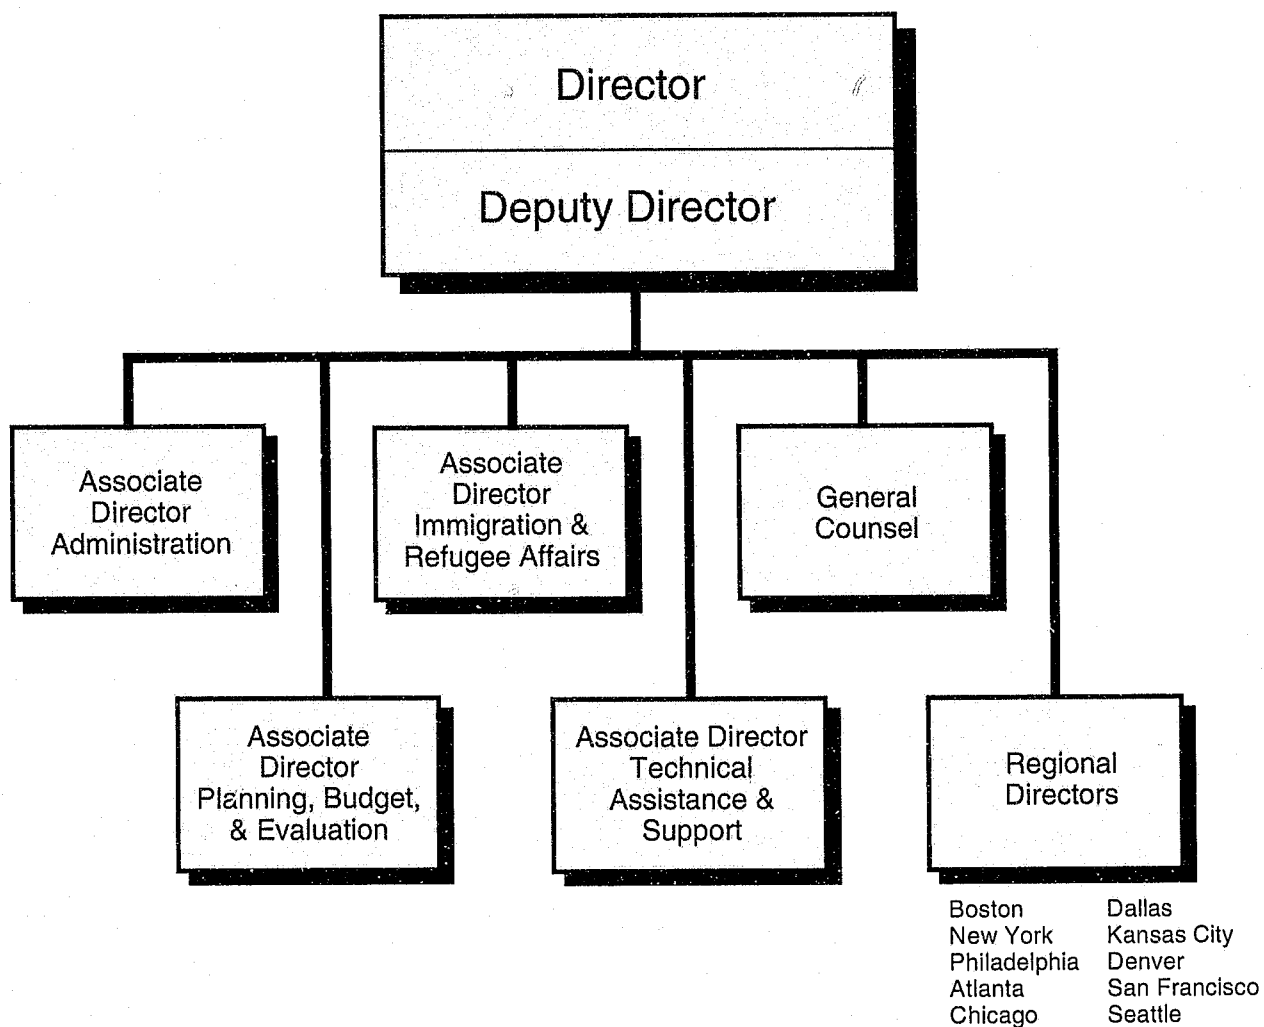 Director
Deputy Director
Associate
Director
Administration
Associate
Director
Immigration &
Refugee Affairs
General
Counsel
Associate
Director
Planning, Budget,
& Evaluation
Associate Director
Technical
Assistance &
Support
Regional
Directors
Boston
New York
Philadelphia
Atlanta
Chicago
Dallas
Kansas City
Denver
San Francisco
Seattle